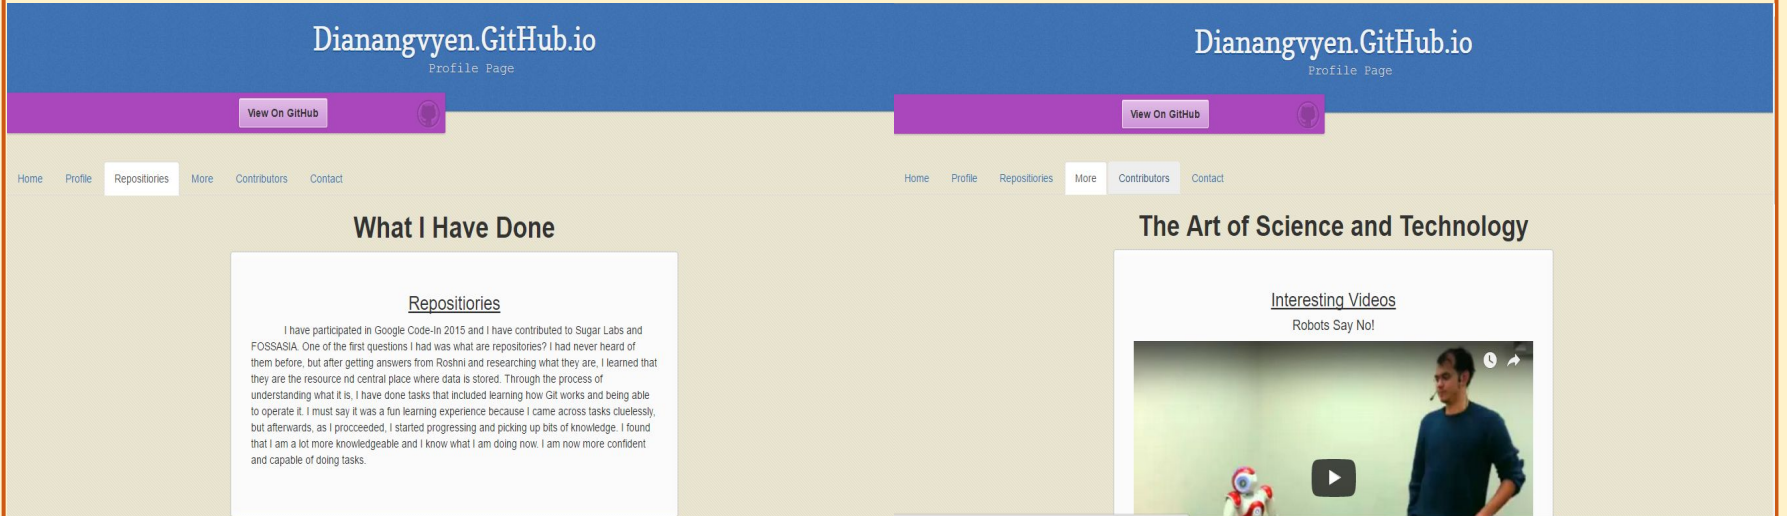 Dianangvyen.GitHub.io
Profile Page
View On GitHub
Home Profile Repositiories More Contributors Contact
What I Have Done
Repositiories
I have participated in Google Code-In 2015 and I have contributed to Sugar Labs and
FOSSASIA. One of the first questions I had was what are repositories? I had never heard of
them before, but after getting answers from Roshni and researching what they are, I learned that
they are the resource nd central place where data is stored. Through the process of
understanding what it is, I have done tasks that included learning how Git works and being able
to operate it. I must say it was a fun learning experience because I came across tasks cluelessly,
but afterwards, as I procceeded, I started progressing and picking up bits of knowledge. I found
that I am a lot more knowledgeable and I know what I am doing now. I am now more confident
and capable of doing tasks.
Dianangvyen.GitHub.io
Profile Page
View On GitHub
Home Profile Repositiories More Contributors Contact
The Art of Science and Technology
Interesting Videos
Robots Say No!